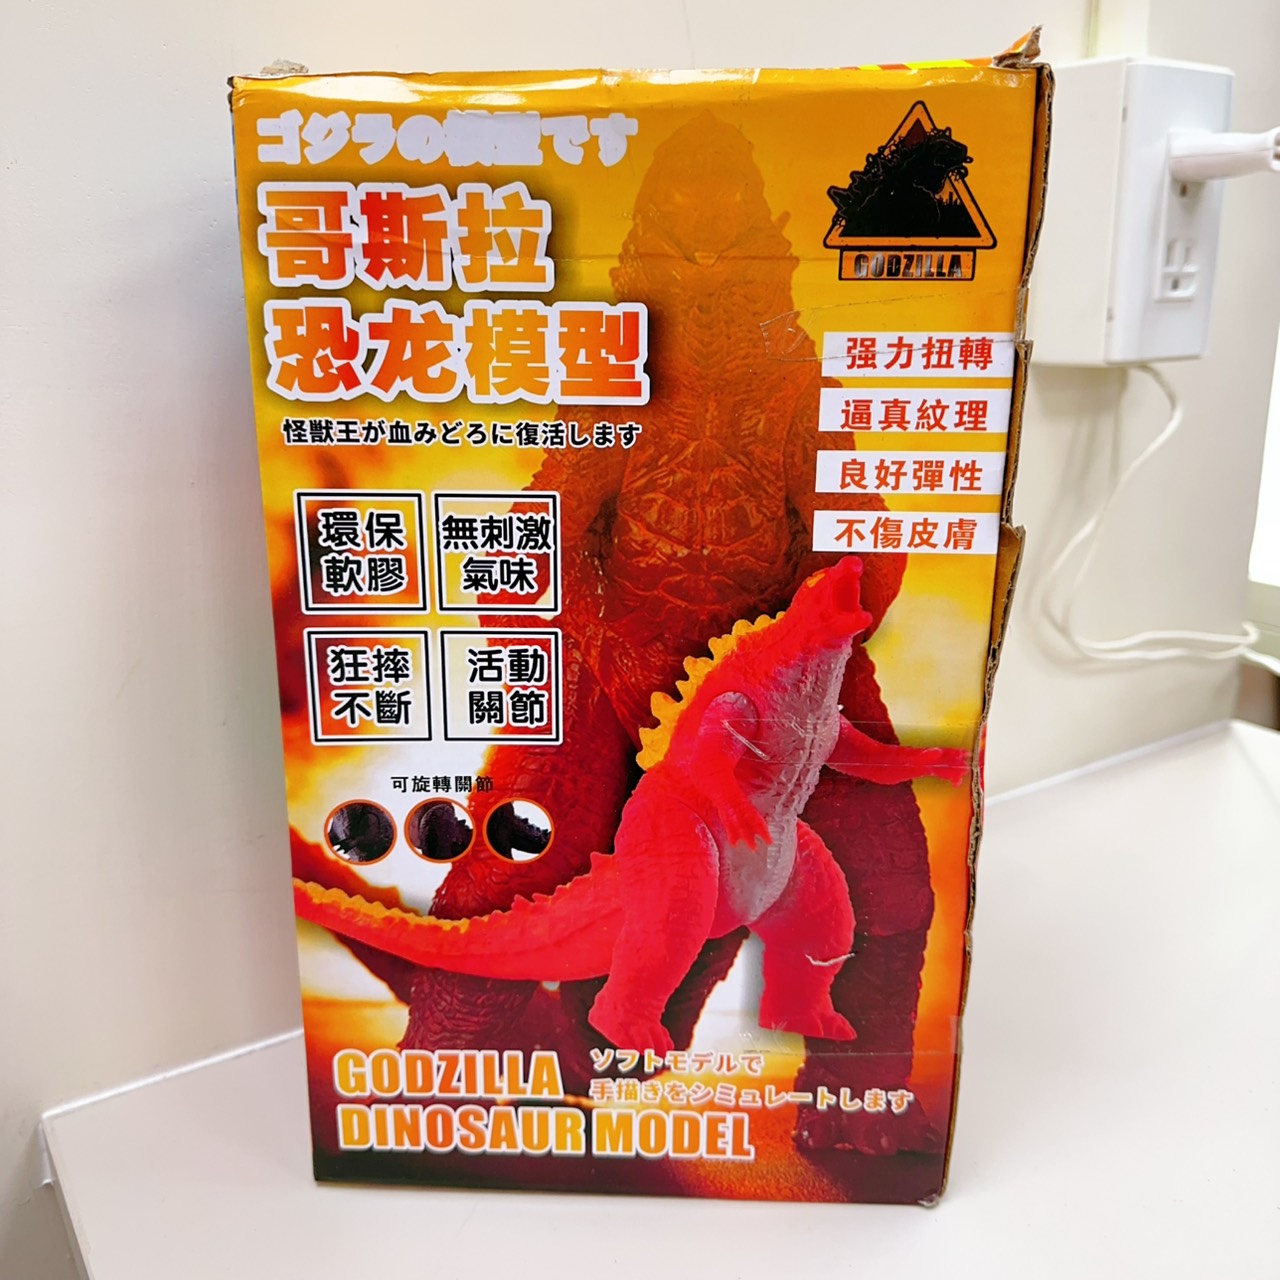 ゴグラの模型です
哥斯拉
恐龙模型
怪獣王が血みどろに復活します
GODZILLA
强力扭轉
逼真紋理
良好彈性
不傷皮膚
環保
軟膠
無刺激
氣味
狂摔
不斷
活動
關節
可旋轉關節
GODZILLA
DINOSAUR MODEL
ソフトモデルで
手描きをシミュレートします